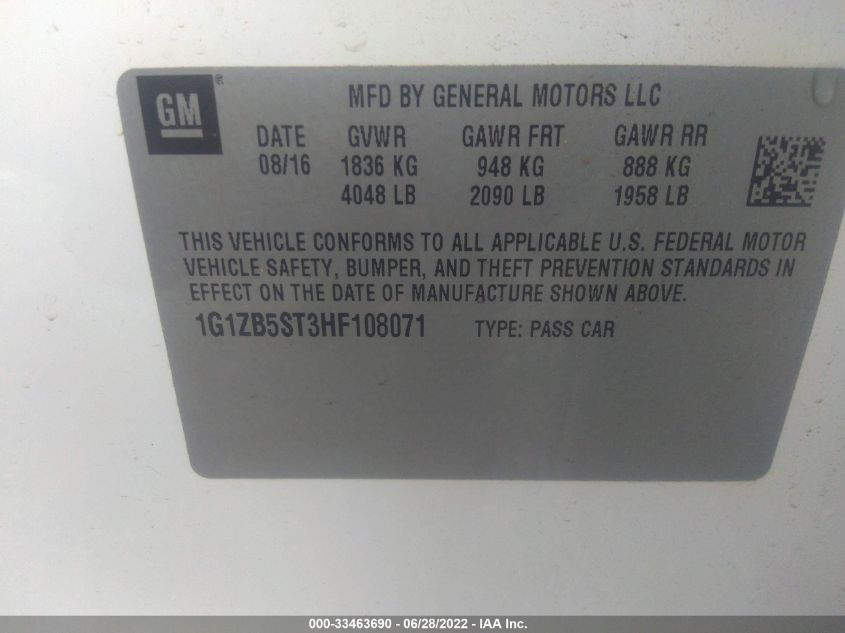 GM
MFD BY GENERAL MOTORS LLC
DATE GVWR GAWR FRT GAWR RR
08/16 1836 KG 948 KG 888 KG
4048 LB 2090 LB 1958 LB
THIS VEHICLE CONFORMS TO ALL APPLICABLE U.S. FEDERAL MOTOR
VEHICLE SAFETY, BUMPER, AND THEFT PREVENTION STANDARDS IN
EFFECT ON THE DATE OF MANUFACTURE SHOWN ABOVE.
1G1ZB5ST3HF108071 TYPE: PASS CAR
000-33463690 - 06/28/2022 - IAA Inc.